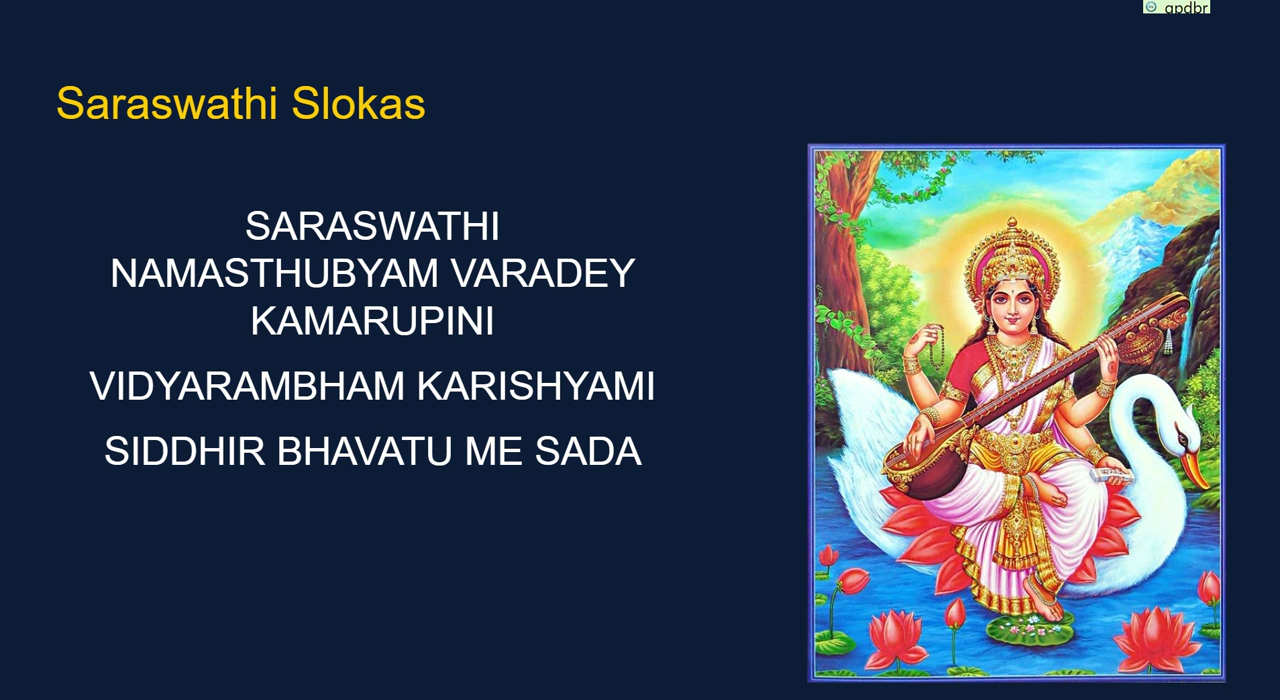 apdbr
Saraswathi Slokas
SARASWATHI
NAMASTHUBYAM VARADEY
KAMARUPINI
VIDYARAMBHAM KARISHYAMI
SIDDHIR BHAVATU ME SADA